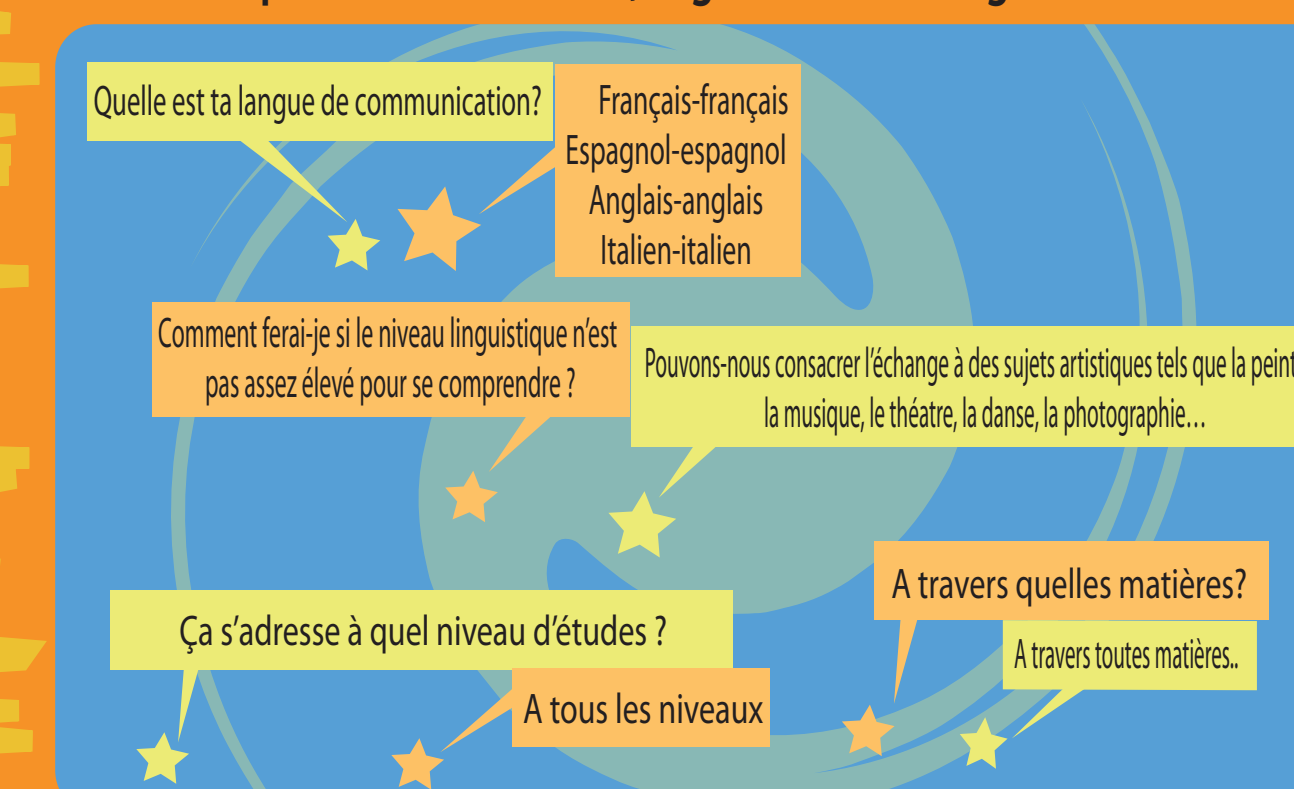 Quelle est ta langue de communication?
Français-français
Espagnol-espagnol
Anglais-anglais
Italien-italien
Comment ferai-je si le niveau linguistique n'est
pas assez élevé pour se comprendre ?
Pouvons-nous consacrer l'échange à des sujets artistiques tels que la
la musique, le théatre, la danse, la photographie…
Ça s'adresse à quel niveau d'études ?
A tous les niveaux
A travers quelles matières?
A travers toutes matières..